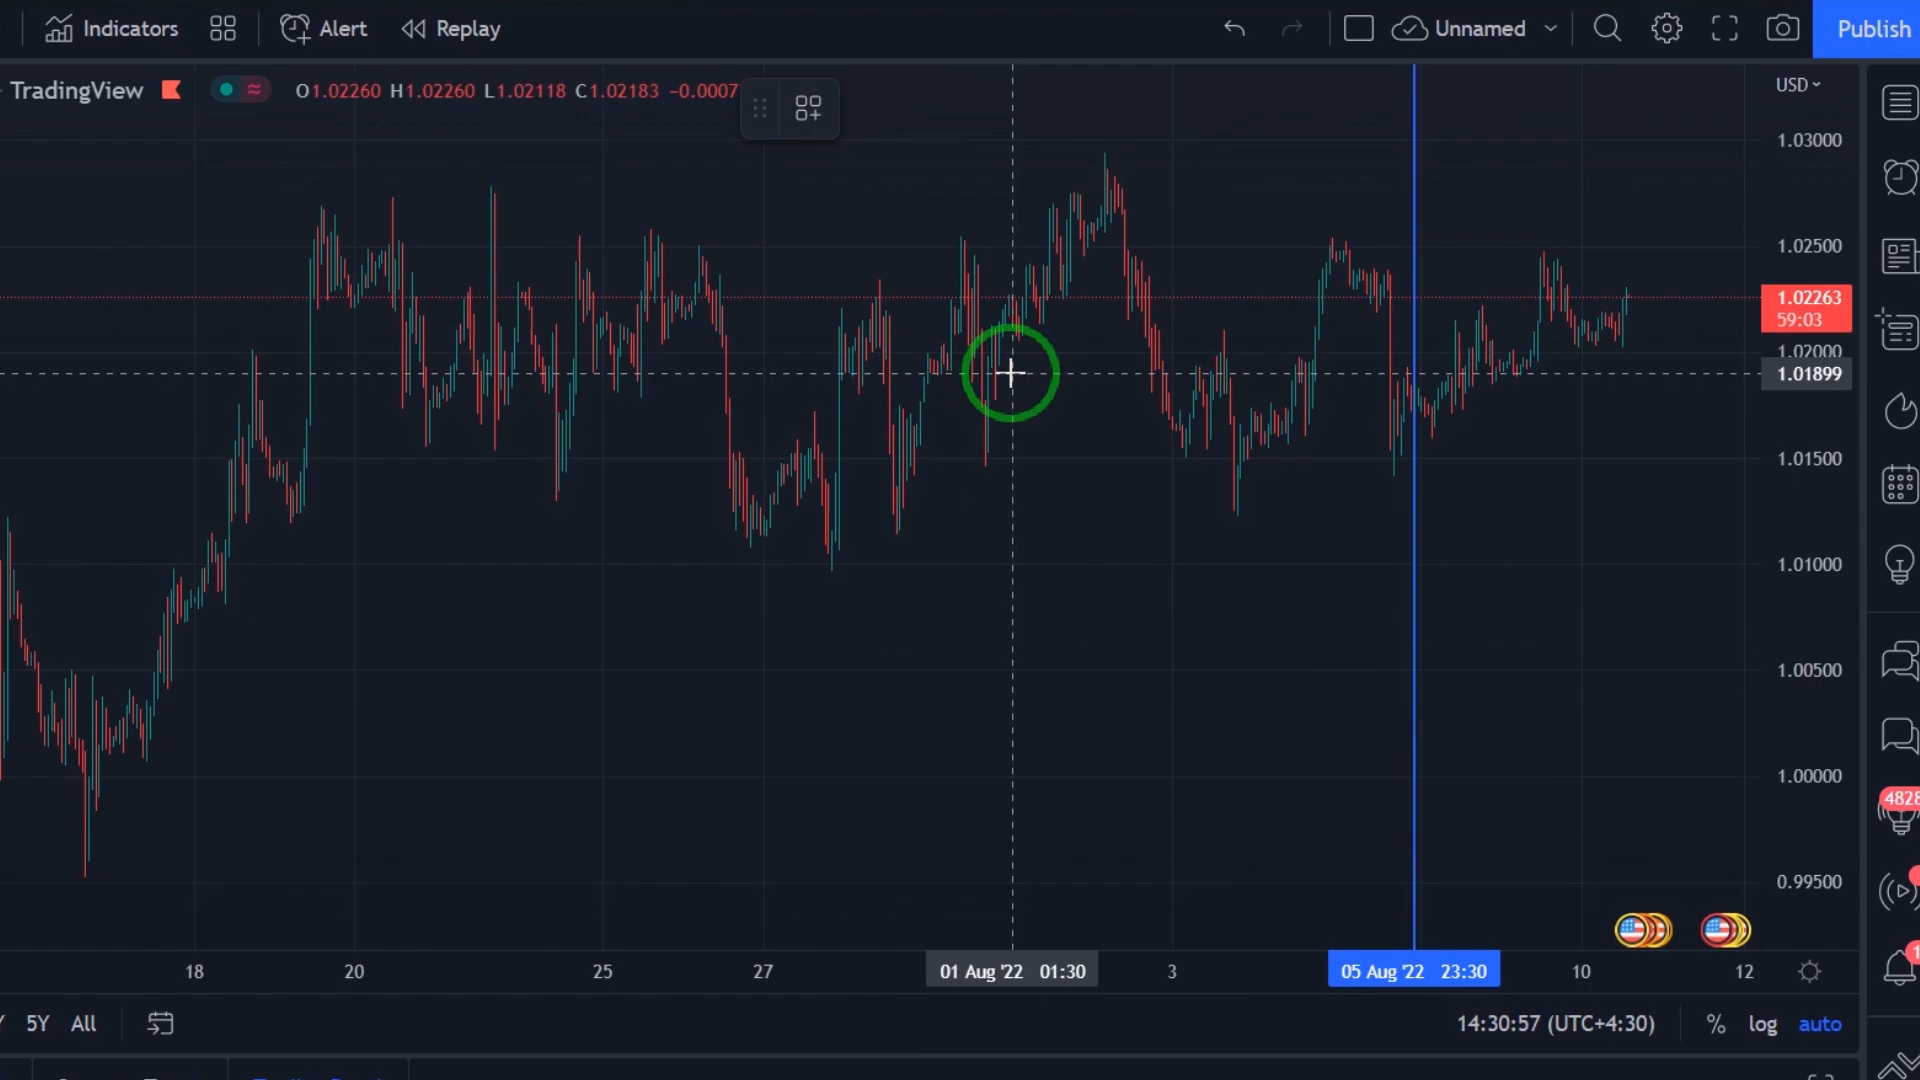 Indicators Alert Replay Unnamed Publish
TradingView O1.02260 H1.02260 L1.02118 C1.02183 −0.0007
USD
1.03000
1.02500
1.02263
59:03
1.02000
1.01899
1.01500
1.01000
1.00500
1.00000
4828
0.99500
18 20 25 27 01 Aug '22 01:30 3 05 Aug '22 23:30 10 12
5Y All 14:30:57 (UTC+4:30) % log auto